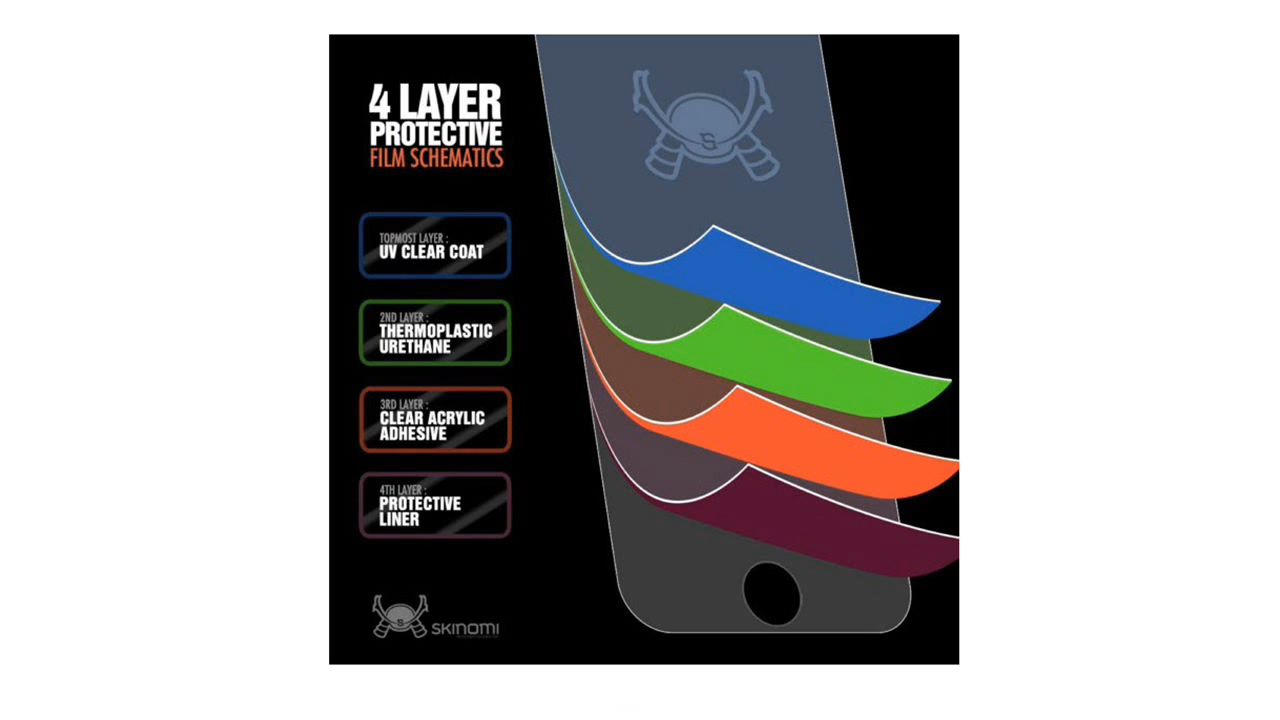 4 LAYER
PROTECTIVE
FILM SCHEMATICS
TOPMOST LAYER :
UV CLEAR COAT
2ND LAYER :
THERMOPLASTIC
URETHANE
3RD LAYER :
CLEAR ACRYLIC
ADHESIVE
4TH LAYER :
PROTECTIVE
LINER
S
S
SKINOMI